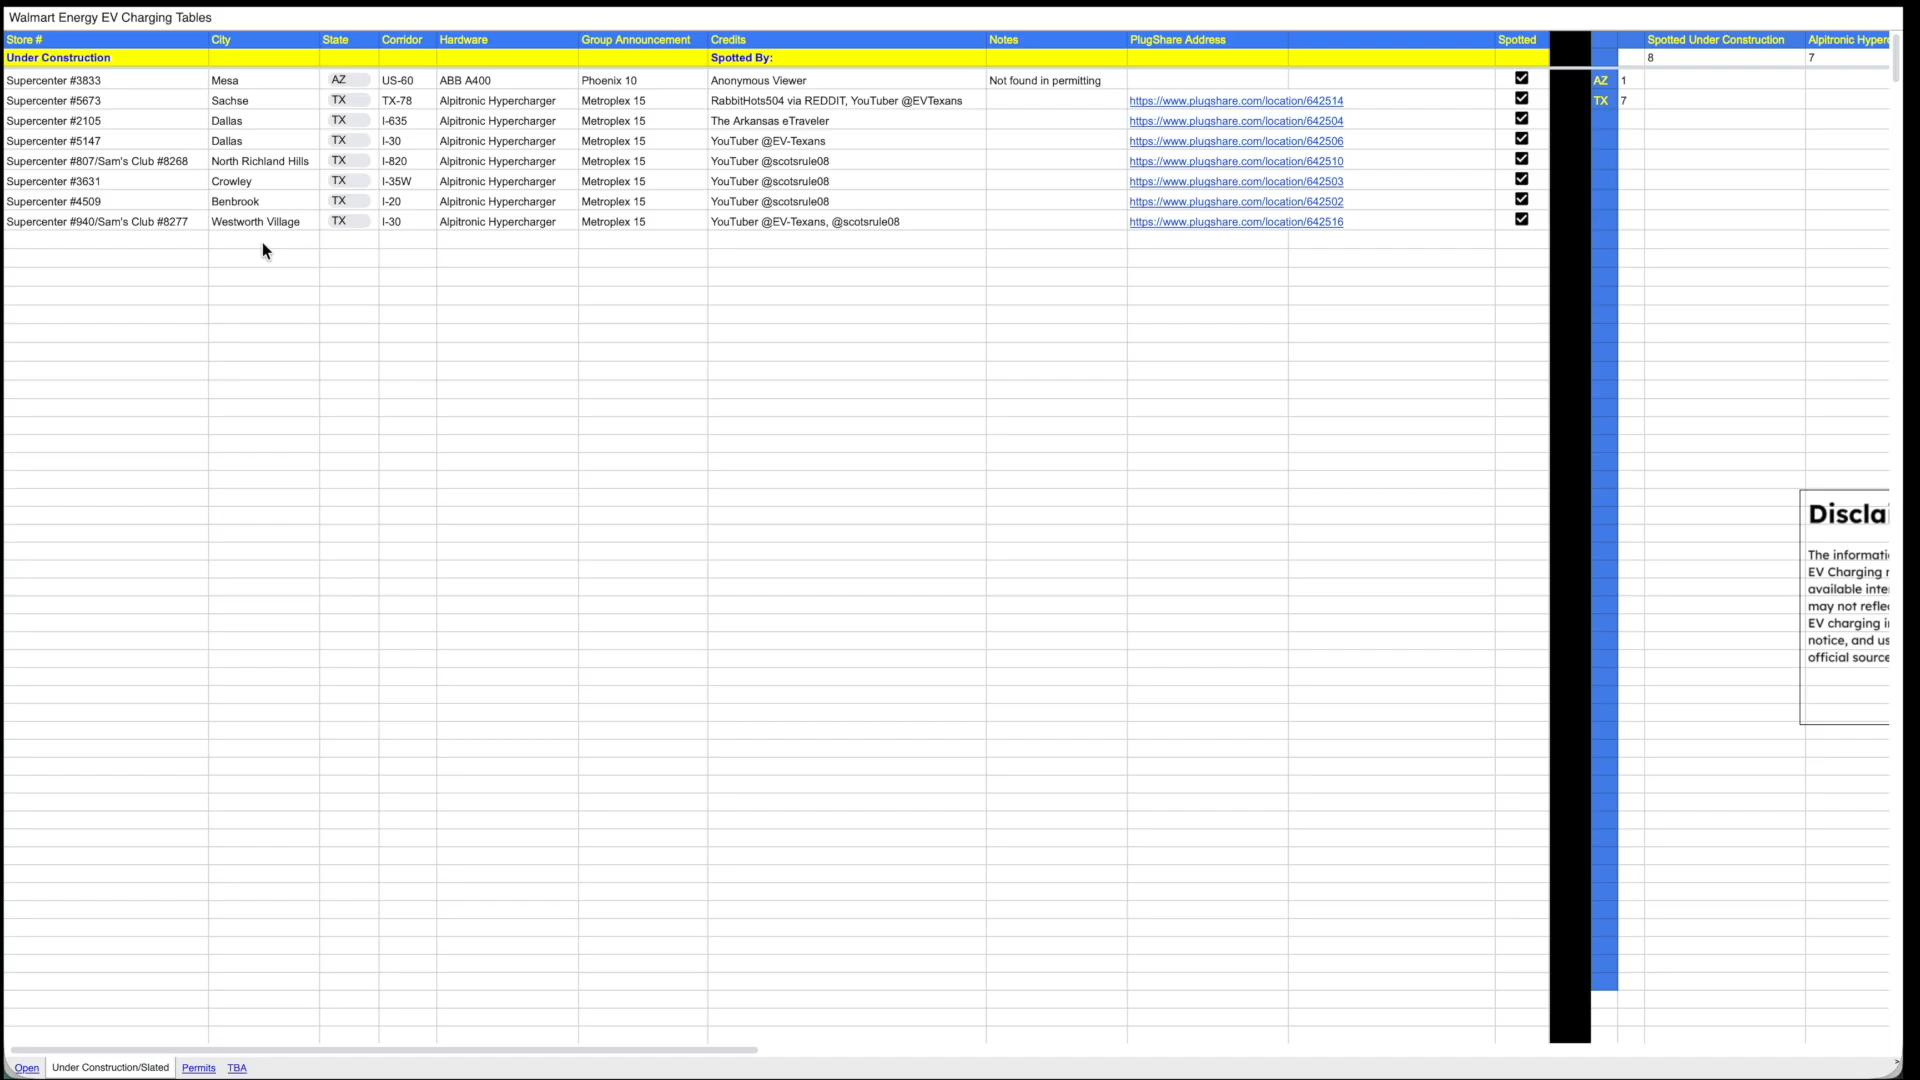 Walmart Energy EV Charging Tables
Store # City State Corridor Hardware Group Announcement Credits Notes PlugShare Address Spotted Spotted Under Construction Alpitronic Hyperc
Under Construction Spotted By: 8 7
Supercenter #3833 Mesa AZ US-60 ABB A400 Phoenix 10 Anonymous Viewer Not found in permitting AZ 1
Supercenter #5673 Sachse TX TX-78 Alpitronic Hypercharger Metroplex 15 RabbitHots504 via REDDIT, YouTuber @EVTexans https://www.plugshare.com/location/642514 TX 7
Supercenter #2105 Dallas TX I-635 Alpitronic Hypercharger Metroplex 15 The Arkansas eTraveler https://www.plugshare.com/location/642504
Supercenter #5147 Dallas TX I-30 Alpitronic Hypercharger Metroplex 15 YouTuber @EV-Texans https://www.plugshare.com/location/642506
Supercenter #807/Sam's Club #8268 North Richland Hills TX I-820 Alpitronic Hypercharger Metroplex 15 YouTuber @scotsrule08 https://www.plugshare.com/location/642510
Supercenter #3631 Crowley TX I-35W Alpitronic Hypercharger Metroplex 15 YouTuber @scotsrule08 https://www.plugshare.com/location/642503
Supercenter #4509 Benbrook TX I-20 Alpitronic Hypercharger Metroplex 15 YouTuber @scotsrule08 https://www.plugshare.com/location/642502
Supercenter #940/Sam's Club #8277 Westworth Village TX I-30 Alpitronic Hypercharger Metroplex 15 YouTuber @EV-Texans, @scotsrule08 https://www.plugshare.com/location/642516
Discla
The informati
EV Charging
available inte
may not refle
EV charging i
notice, and us
official source
Open Under Construction/Slated Permits TBA